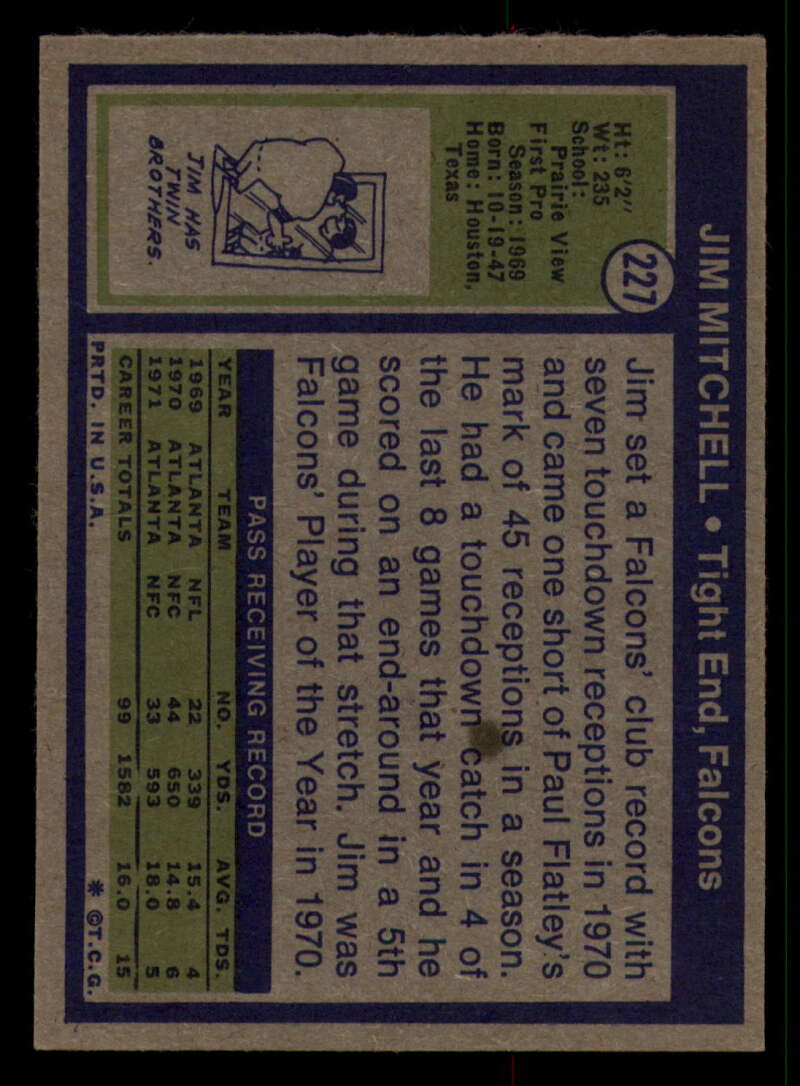 JIM MITCHELL • Tight End, Falcons
227
Ht: 6'2"
Wt: 235
School:
Prairie View
First Pro
Season: 1969
Born: 10-19-47
Home: Houston,
Texas
JIM HAS
TWIN
BROTHERS.
Jim set a Falcons' club record with
seven touchdown receptions in 1970
and came one short of Paul Flatley's
mark of 45 receptions in a season.
He had a touchdown catch in 4 of
the last 8 games that year and he
scored on an end-around in a 5th
game during that stretch. Jim was
Falcons' Player of the Year in 1970.
PASS RECEIVING RECORD
YEAR TEAM NO. YDS. AVG. TDS.
1969 ATLANTA NFL 22 339 15.4 4
1970 ATLANTA NFC 44 650 14.8 6
1971 ATLANTA NFC 33 593 18.0 5
CAREER TOTALS 99 1582 16.0 15
PRTD. IN U.S.A. * ©T.C.G.